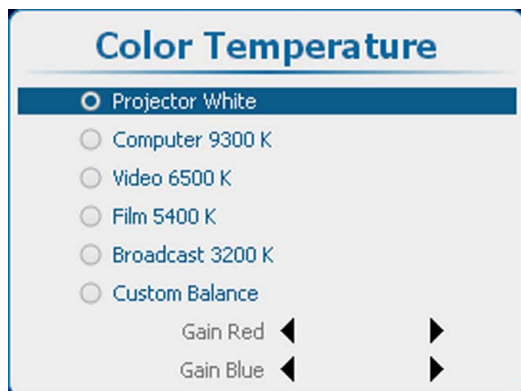 Color Temperature
Projector White
Computer 9300 K
Video 6500 K
Film 5400 K
Broadcast 3200 K
Custom Balance
Gain Red
Gain Blue